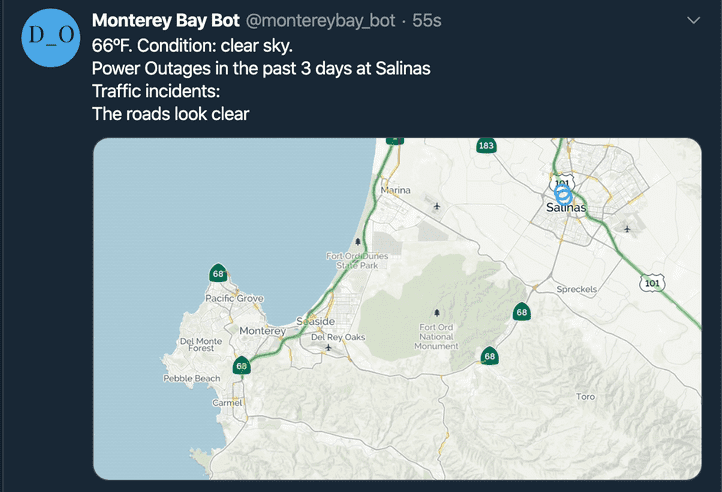 D_O
Monterey Bay Bot @montereybay_bot · 55s
66ºF. Condition: clear sky.
Power Outages in the past 3 days at Salinas
Traffic incidents:
The roads look clear
183
101
Marina
Salinas
Fort Ord Dunes
State Park
68
101
Spreckels
Pacific Grove
68
Seaside
Monterey
Del Rey Oaks
Fort Ord
National
Monument
Del Monte
Forest
68
68
Pebble Beach
Toro
Carmel